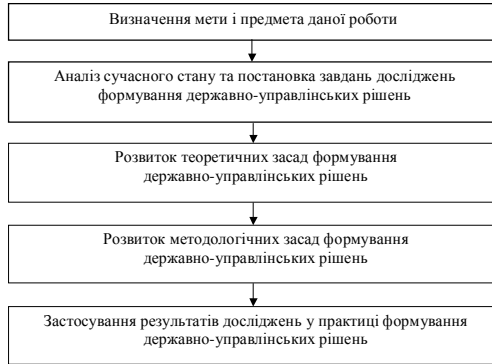 Визначення мети і предмета даної роботи
Аналіз сучасного стану та постановка завдань досліджень
формування державно-управлінських рішень
Розвиток теоретичних засад формування
державно-управлінських рішень
Розвиток методологічних засад формування
державно-управлінських рішень
Застосування результатів досліджень у практиці формування
державно-управлінських рішень